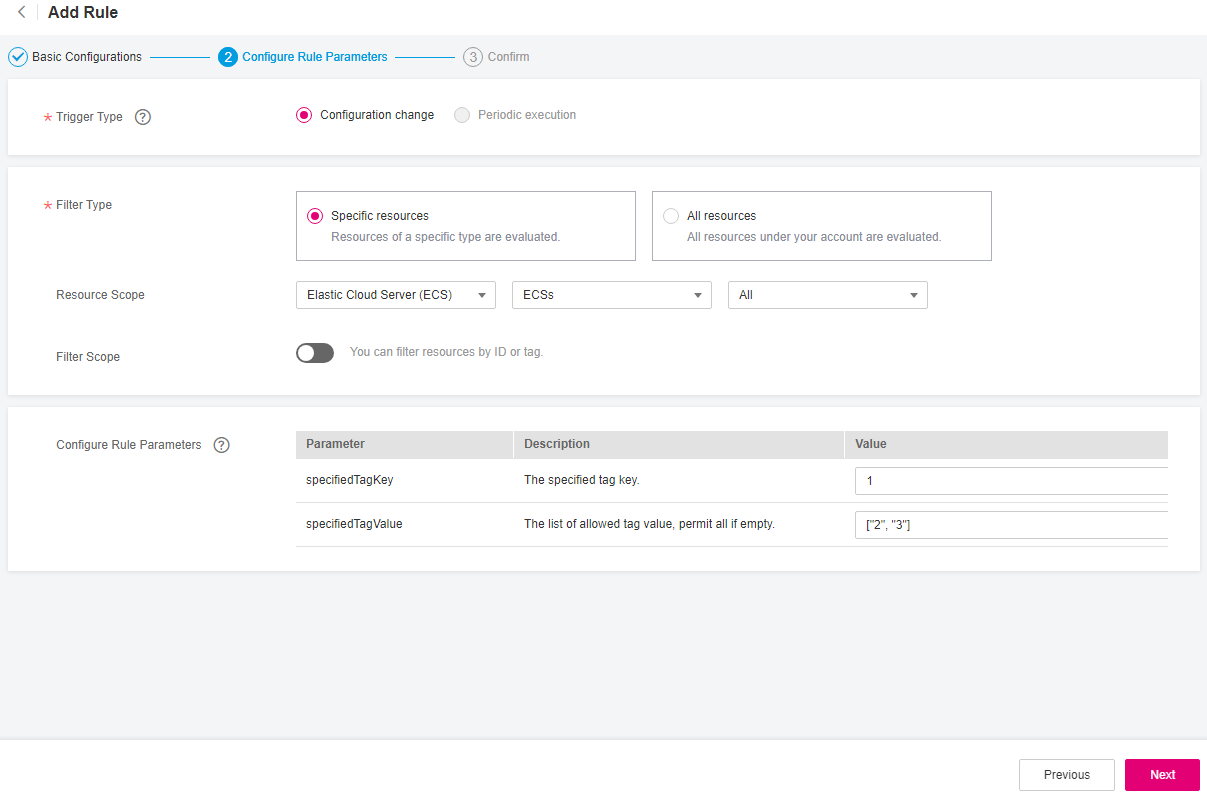 Add Rule
Basic Configurations 2 Configure Rule Parameters 3 Confirm
* Trigger Type ? Configuration change Periodic execution
* Filter Type Specific resources All resources
Resources of a specific type are evaluated. All resources under your account are evaluated.
Resource Scope Elastic Cloud Server (ECS) ECSs All
Filter Scope You can filter resources by ID or tag.
Configure Rule Parameters ? Parameter Description Value
specifiedTagKey The specified tag key. 1
specifiedTagValue The list of allowed tag value, permit all if empty. ["2", "3"]
Previous Next